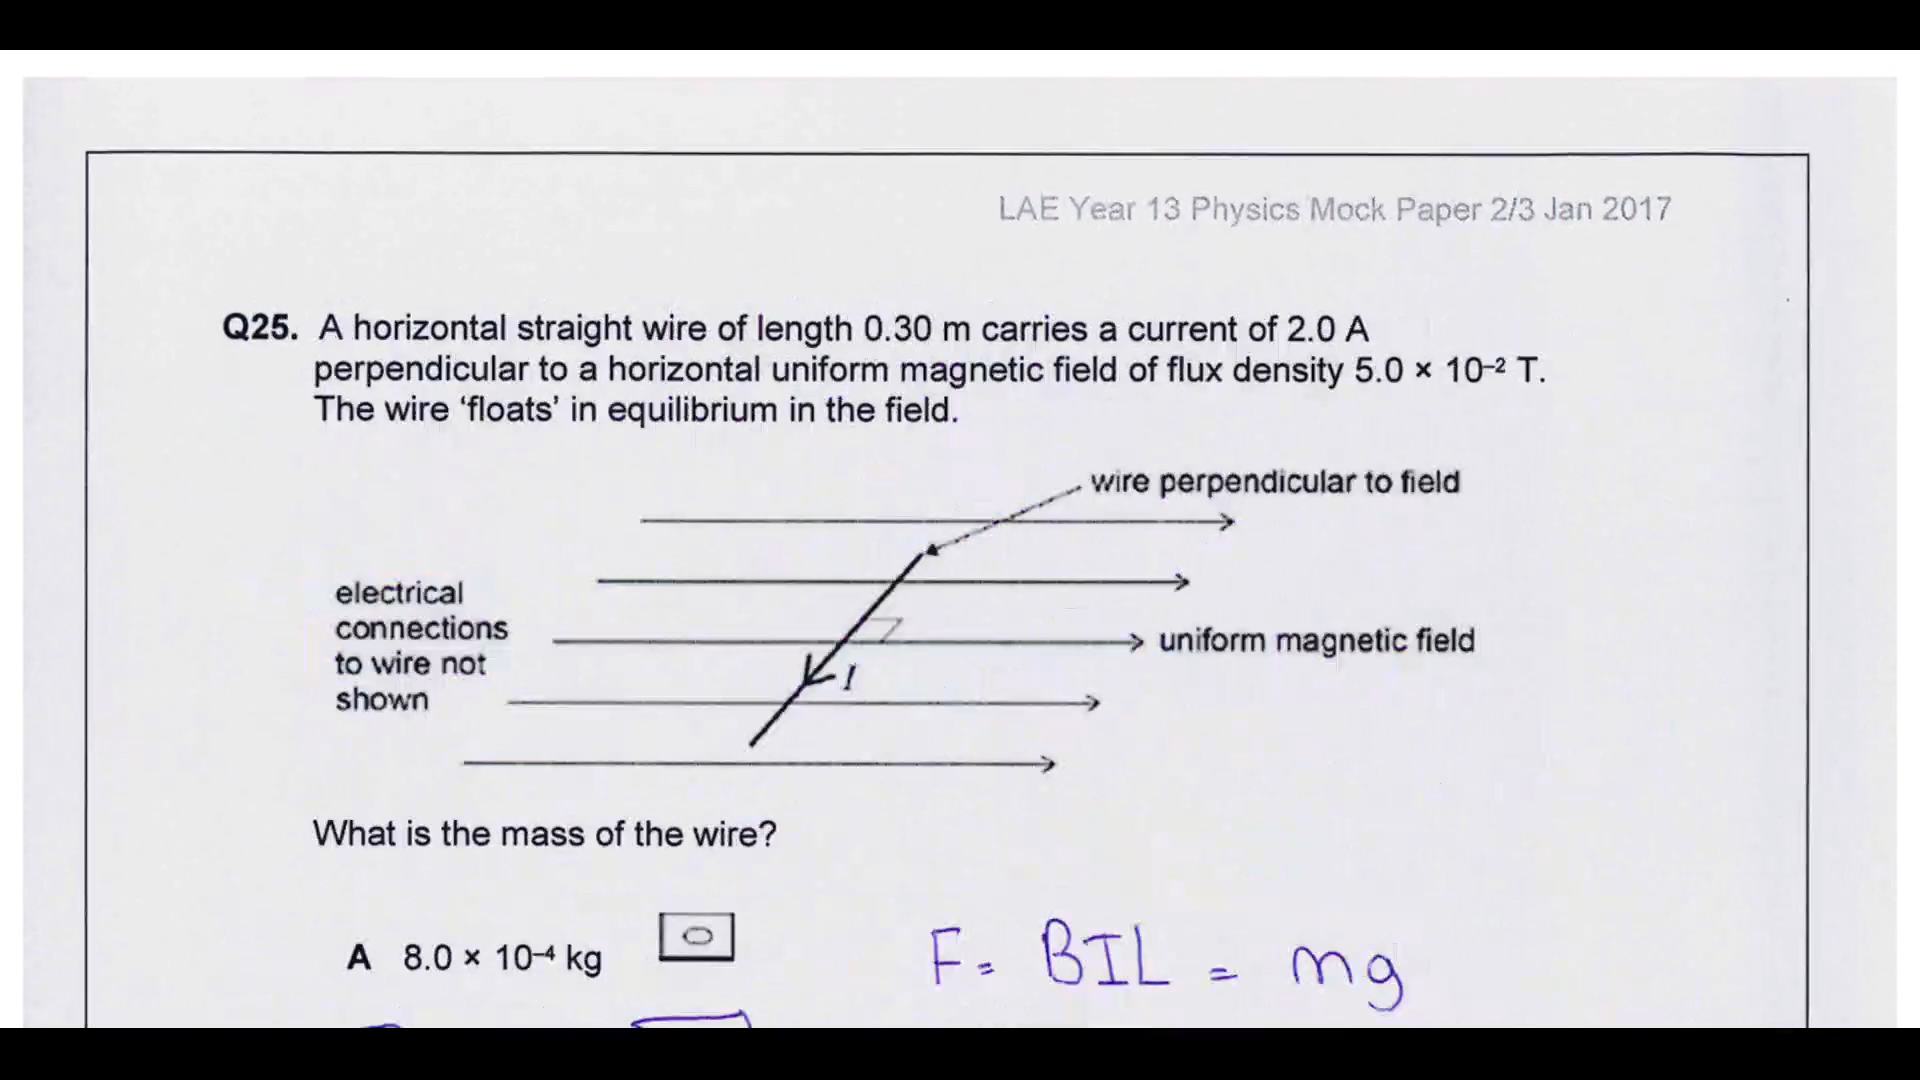 LAE Year 13 Physics Mock Paper 2/3 Jan 2017
Q25. A horizontal straight wire of length 0.30 m carries a current of 2.0 A
perpendicular to a horizontal uniform magnetic field of flux density 5.0 × 10⁻² T.
The wire ‘floats’ in equilibrium in the field.
wire perpendicular to field
electrical
connections
to wire not
shown
uniform magnetic field
I
What is the mass of the wire?
A 8.0 × 10⁻⁴ kg
F = BIL = mg